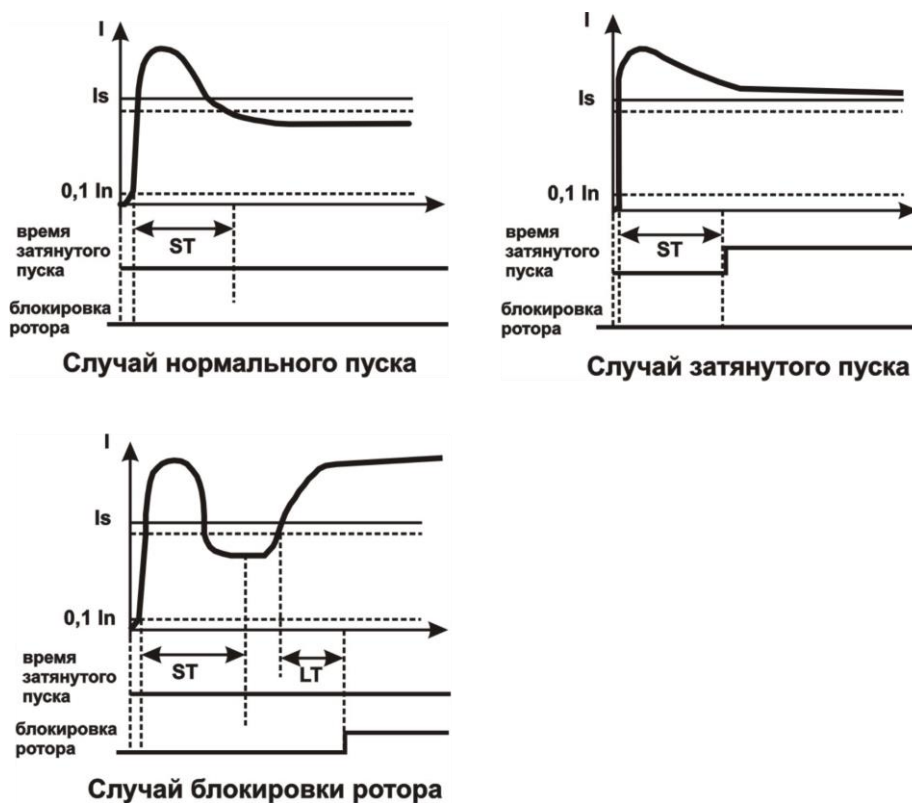 I
Is
0,1 In
ST
время
затянутого
пуска
блокировка
ротора
Случай нормального пуска
I
Is
0,1 In
ST
время
затянутого
пуска
блокировка
ротора
Случай затянутого пуска
I
Is
0,1 In
ST
LT
время
затянутого
пуска
блокировка
ротора
Случай блокировки ротора